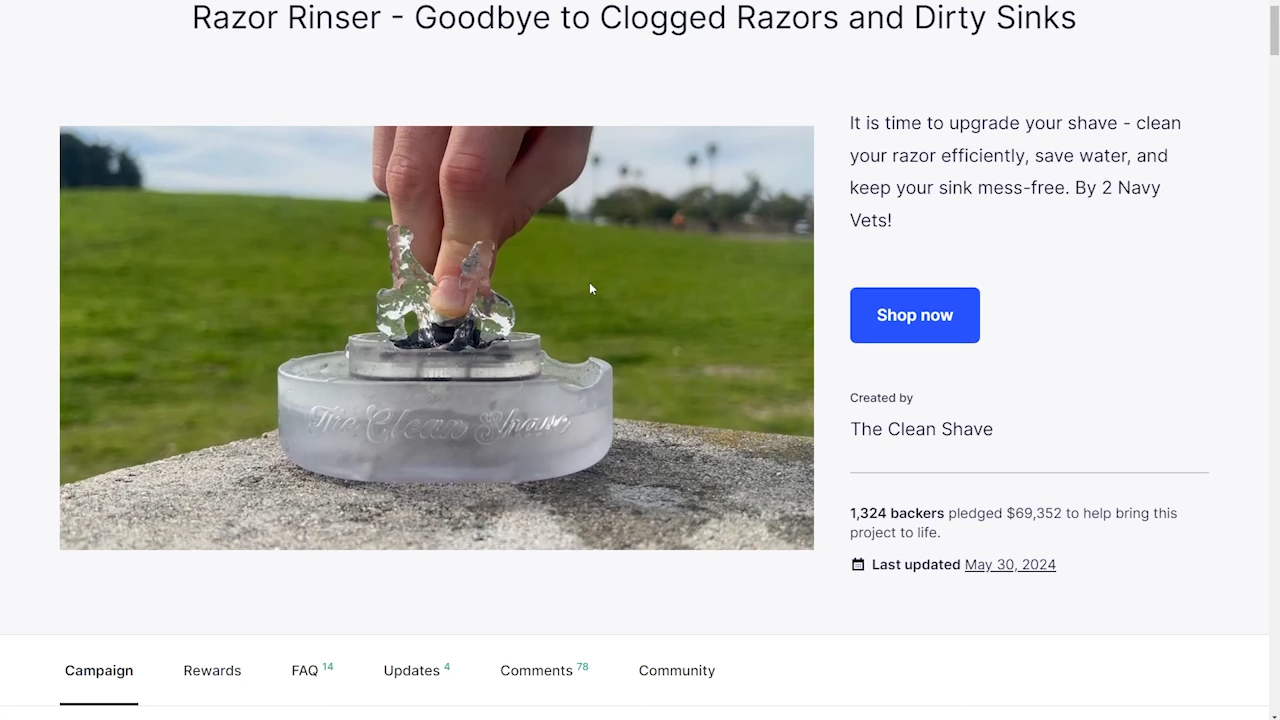 Razor Rinser - Goodbye to Clogged Razors and Dirty Sinks
It is time to upgrade your shave - clean
your razor efficiently, save water, and
keep your sink mess-free. By 2 Navy
Vets!
Shop now
The Clean Shave
Created by
The Clean Shave
1,324 backers pledged $69,352 to help bring this
project to life.
Last updated May 30, 2024
Campaign
Rewards
FAQ 14
Updates 4
Comments 78
Community